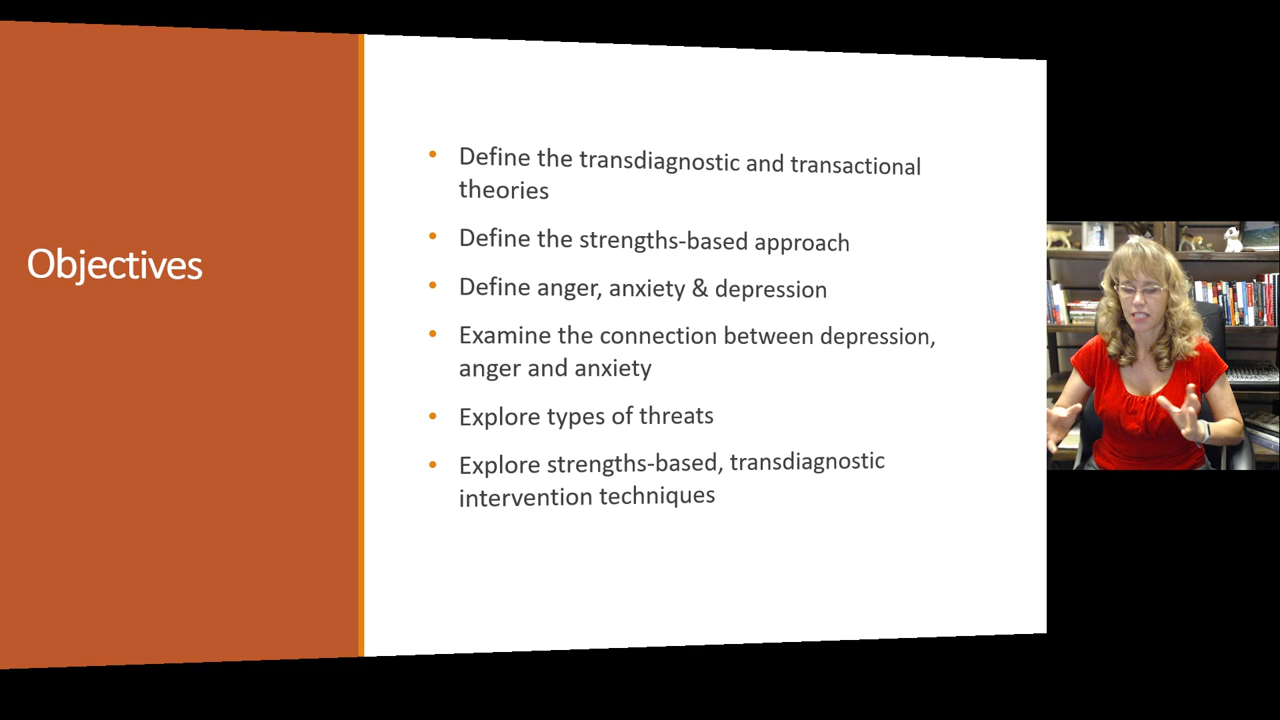 Objectives
• Define the transdiagnostic and transactional
theories
• Define the strengths-based approach
• Define anger, anxiety & depression
• Examine the connection between depression,
anger and anxiety
• Explore types of threats
• Explore strengths-based, transdiagnostic
intervention techniques